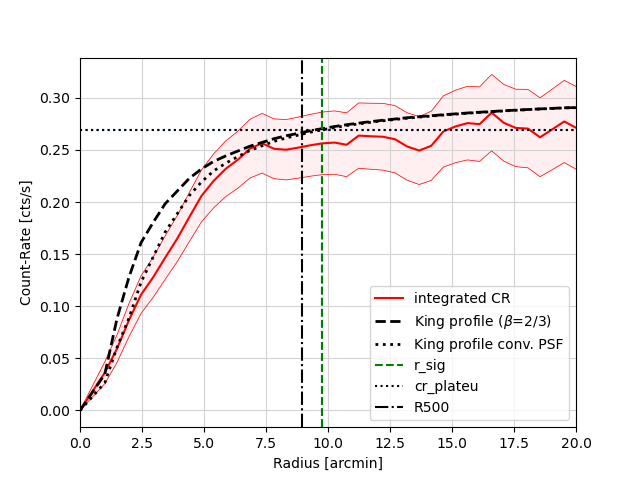 0.30
0.25
0.20
0.15
0.10
0.05
0.00
Count-Rate [cts/s]
integrated CR
King profile (β=2/3)
King profile conv. PSF
r_sig
cr_plateu
R500
0.0 2.5 5.0 7.5 10.0 12.5 15.0 17.5 20.0
Radius [arcmin]